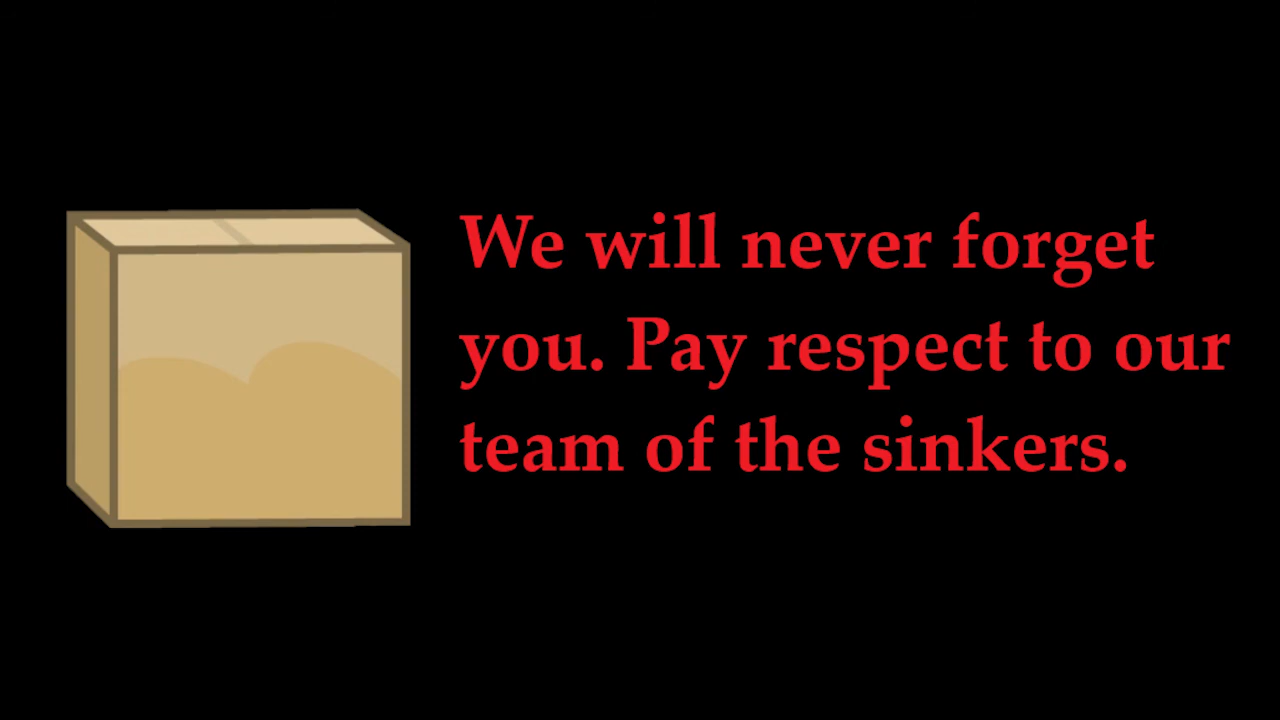 We will never forget
you. Pay respect to our
team of the sinkers.